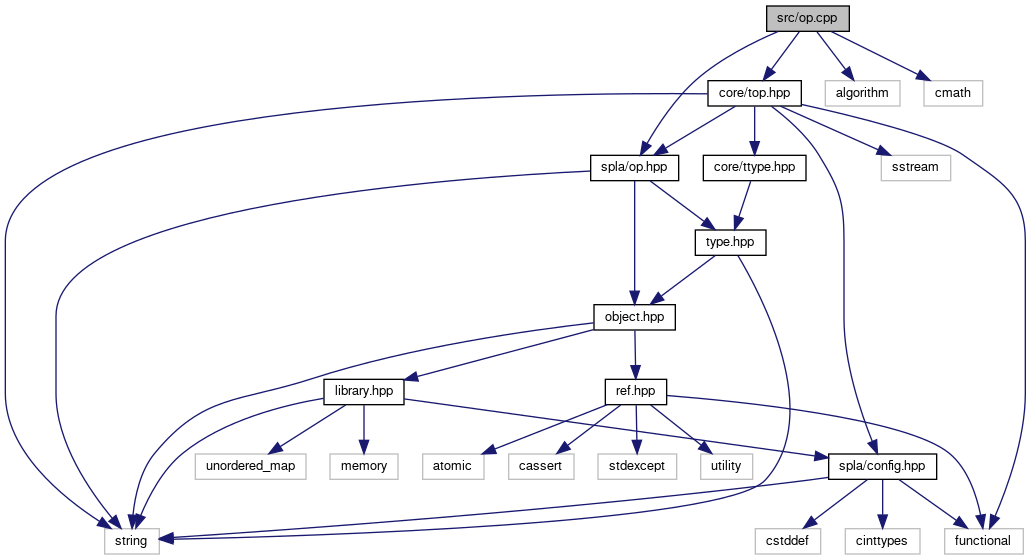 src/op.cpp
core/top.hpp
algorithm
cmath
spla/op.hpp
core/ttype.hpp
sstream
type.hpp
object.hpp
library.hpp
ref.hpp
unordered_map
memory
atomic
cassert
stdexcept
utility
spla/config.hpp
string
cstddef
cinttypes
functional